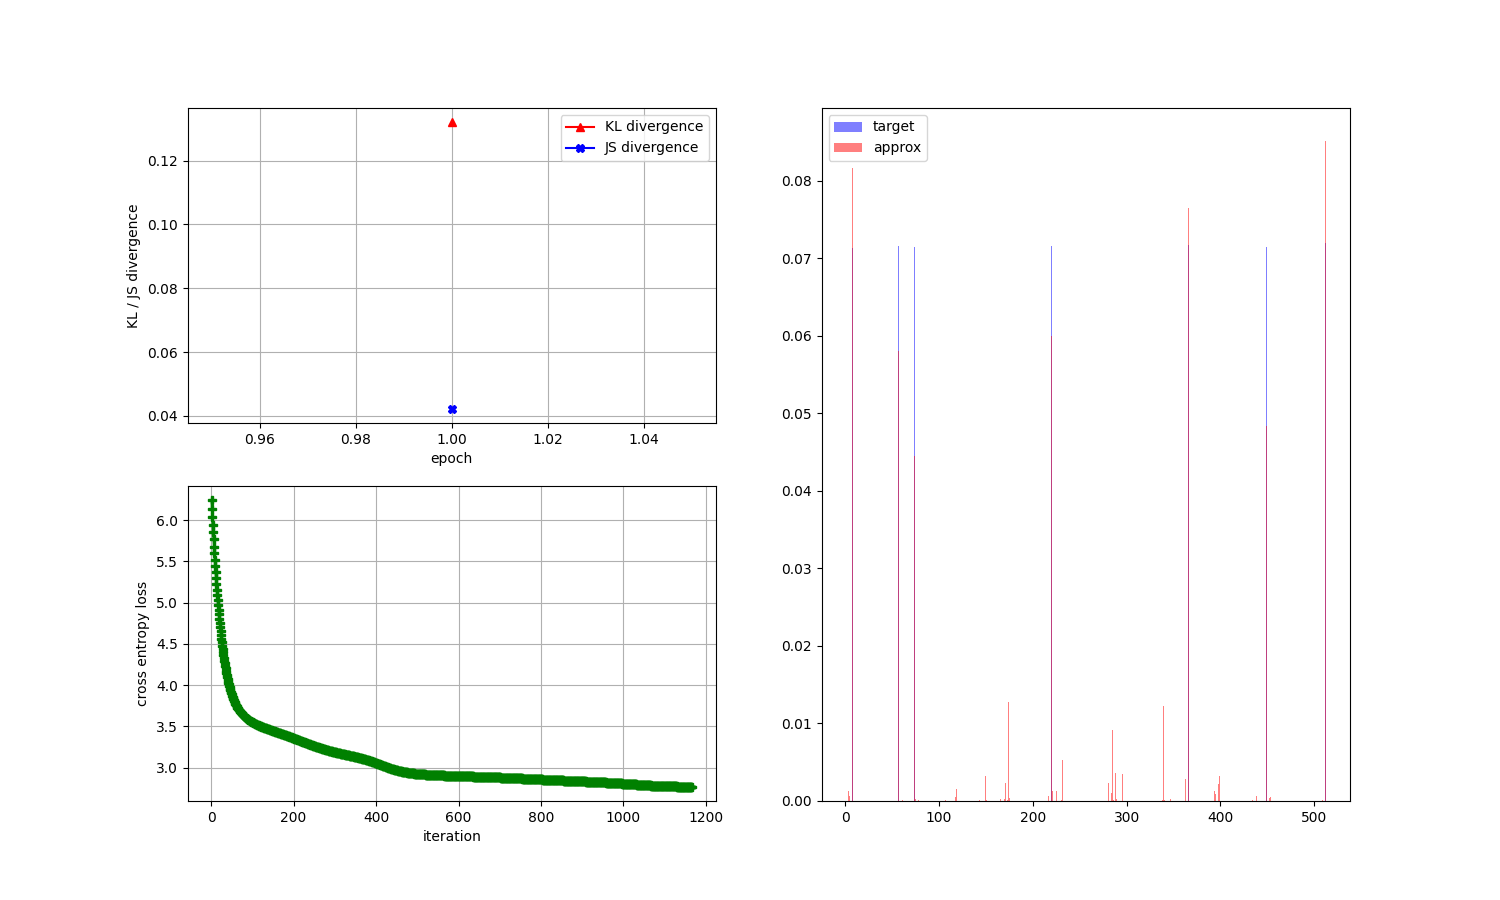 KL divergence
JS divergence
KL / JS divergence
0.12
0.10
0.08
0.06
0.04
0.96 0.98 1.00 1.02 1.04
epoch
cross entropy loss
6.0
5.5
5.0
4.5
4.0
3.5
3.0
0 200 400 600 800 1000 1200
iteration
target
approx
0.08
0.07
0.06
0.05
0.04
0.03
0.02
0.01
0.00
0 100 200 300 400 500